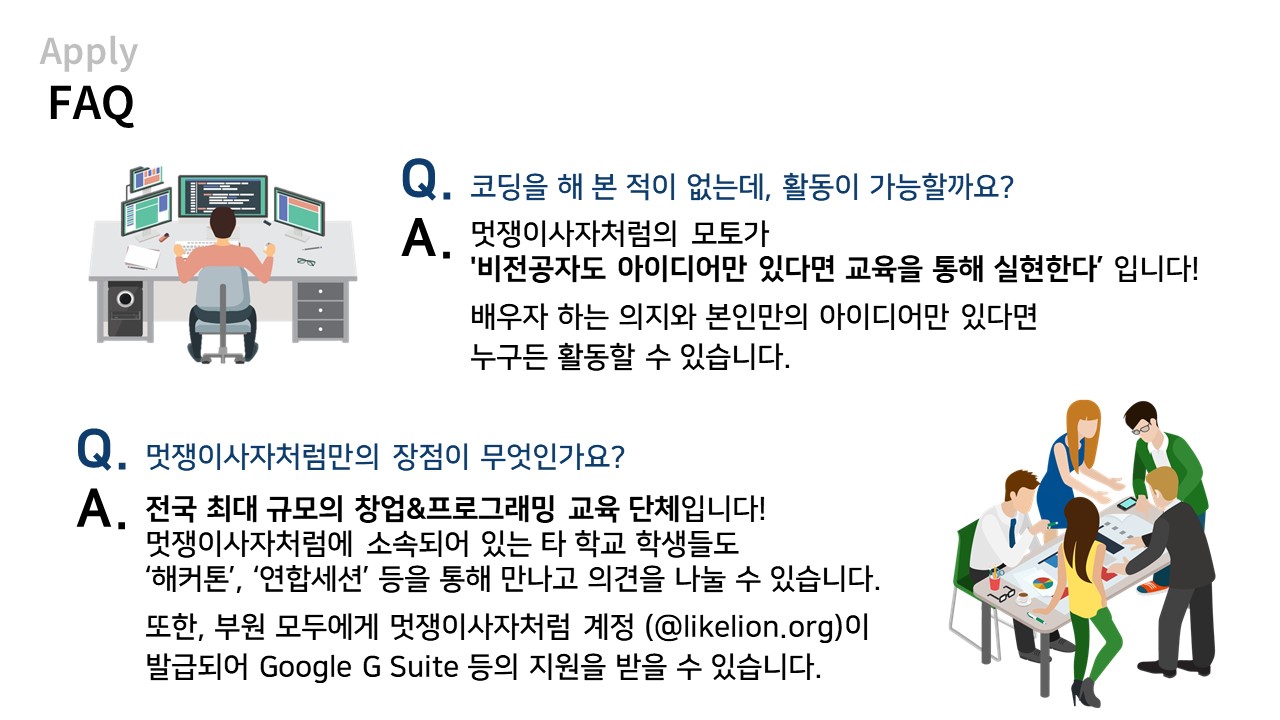 Apply
FAQ
Q. 코딩을 해 본 적이 없는데, 활동이 가능할까요?
A. 멋쟁이사자처럼의 모토가
'비전공자도 아이디어만 있다면 교육을 통해 실현한다’ 입니다!
배우자 하는 의지와 본인만의 아이디어만 있다면
누구든 활동할 수 있습니다.
Q. 멋쟁이사자처럼만의 장점이 무엇인가요?
A. 전국 최대 규모의 창업&프로그래밍 교육 단체입니다!
멋쟁이사자처럼에 소속되어 있는 타 학교 학생들도
‘해커톤’, ‘연합세션’ 등을 통해 만나고 의견을 나눌 수 있습니다.
또한, 부원 모두에게 멋쟁이사자처럼 계정 (@likelion.org)이
발급되어 Google G Suite 등의 지원을 받을 수 있습니다.